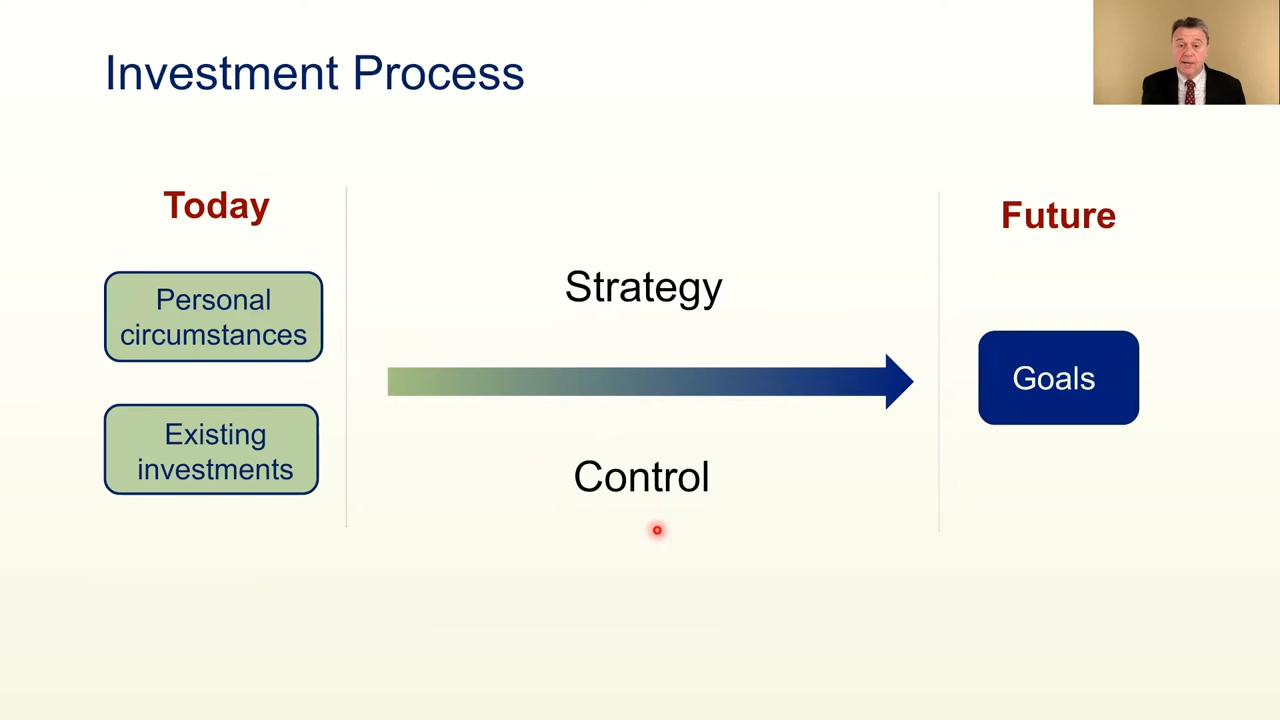 Investment Process
Today
Personal
circumstances
Existing
investments
Strategy
Control
Future
Goals